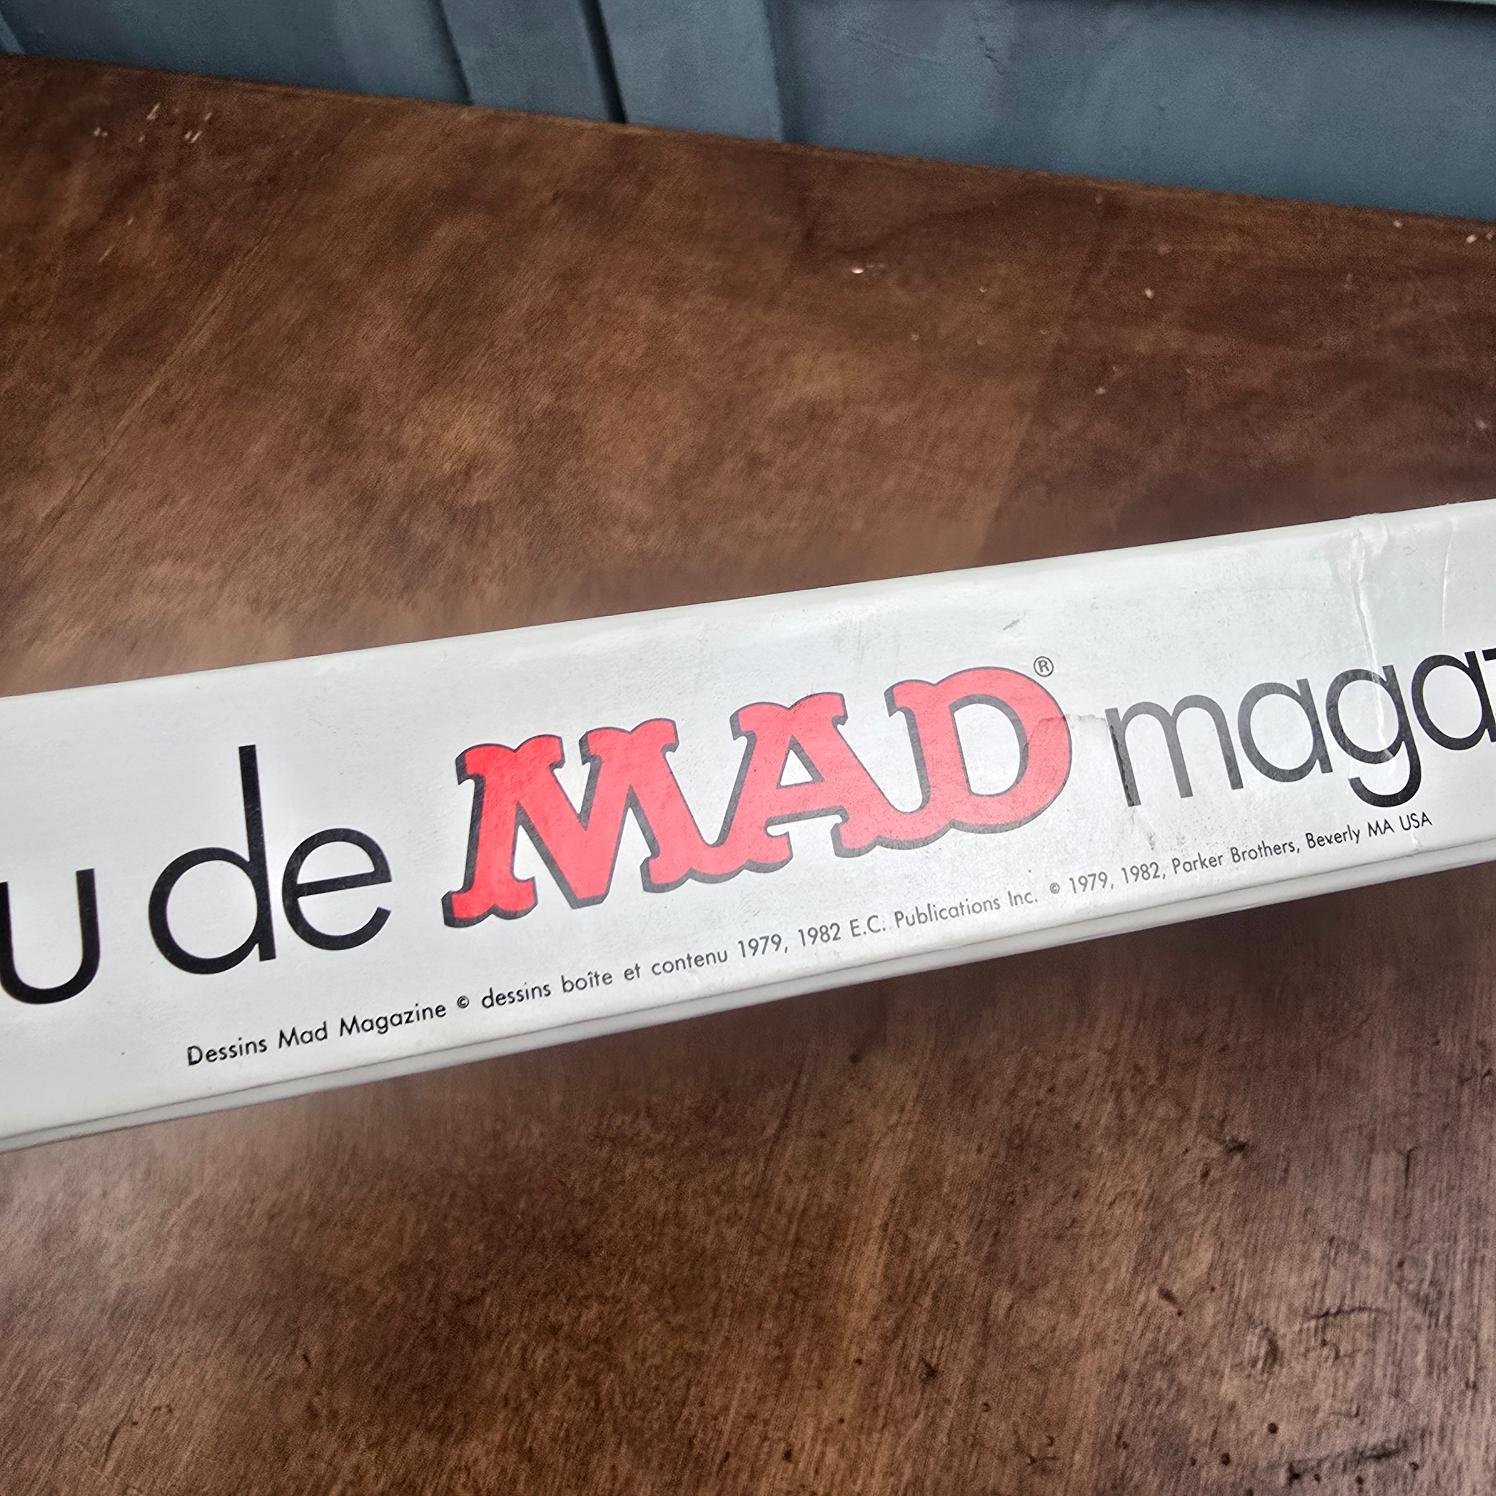 u de MAD® magaz
Dessins Mad Magazine © dessins boîte et contenu 1979, 1982 E.C. Publications Inc. © 1979, 1982, Parker Brothers, Beverly MA USA